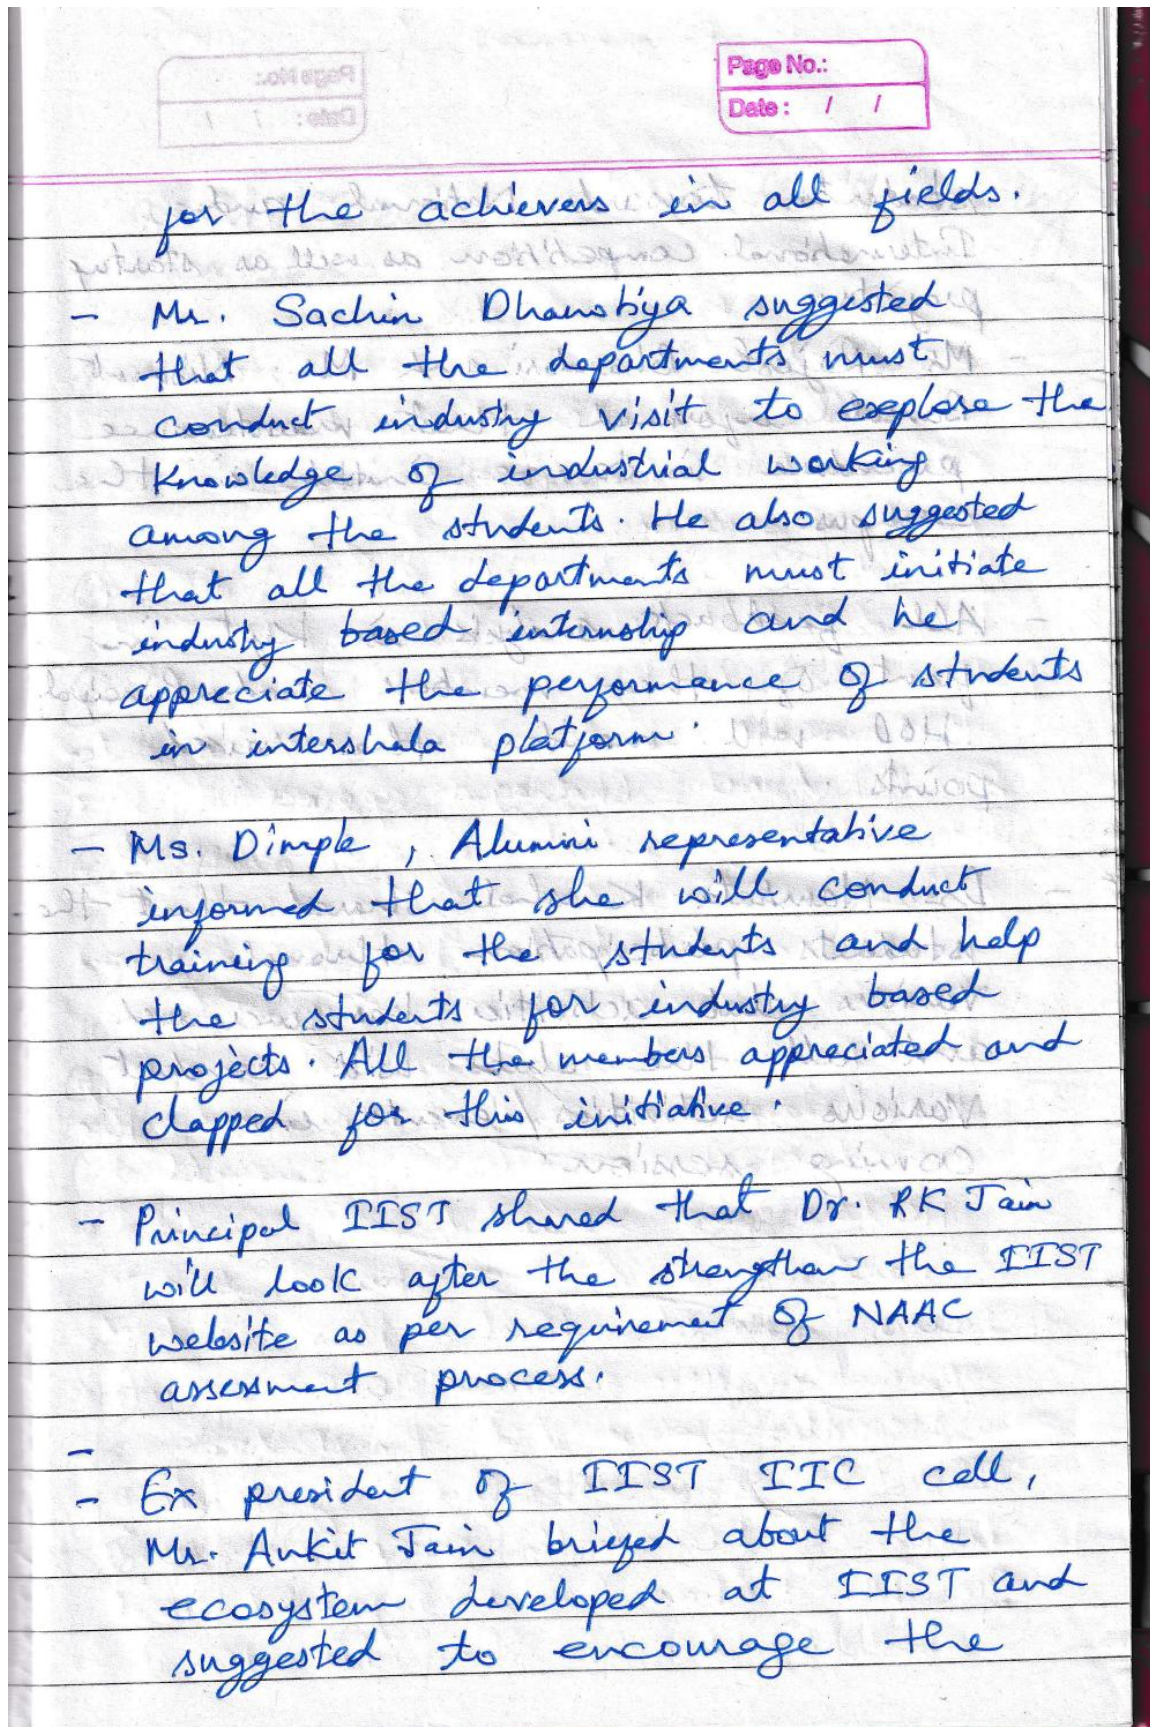 Page No.:
Date: / /
for the achievers in all fields.
- Mr. Sachin Dhanotiya suggested
that all the departments must
conduct industry visit to explore the
Knowledge of industrial working
among the students. He also suggested
that all the departments must initiate
industry based internship and he
appreciate the performance of students
in intershala platform.
- Ms. Dimple, Alumini representative
informed that she will conduct
training for the students and help
the students for industry based
projects. All the members appreciated and
clapped for this initiative.
- Principal IIST shared that Dr. RK Jain
will look after the strengthen the IIST
website as per requirement of NAAC
assessment process.
-
- Ex president of IIST IIC cell,
Mr. Ankit Jain briefed about the
ecosystem developed at IIST and
suggested to encourage the